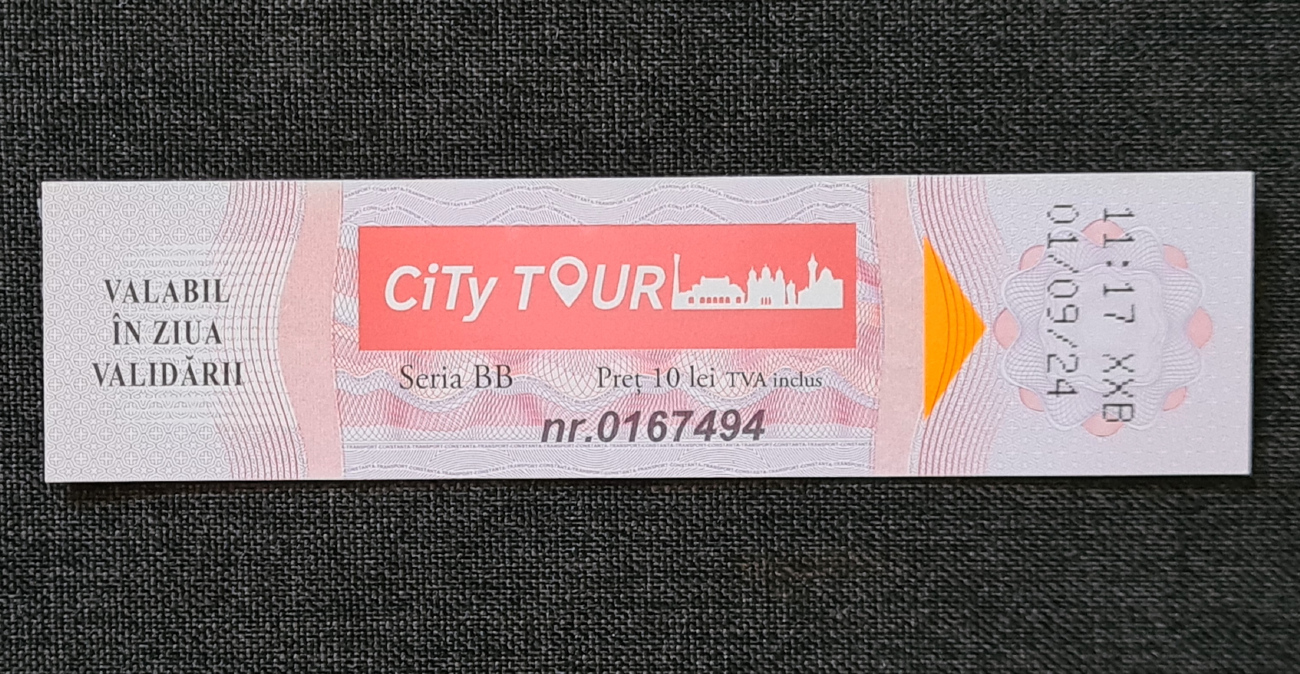 VALABIL
ÎN ZIUA
VALIDĂRII
CiTy TOUR
Seria BB Preț 10 lei TVA inclus
nr.0167494
11:17 XXB
01/09/24